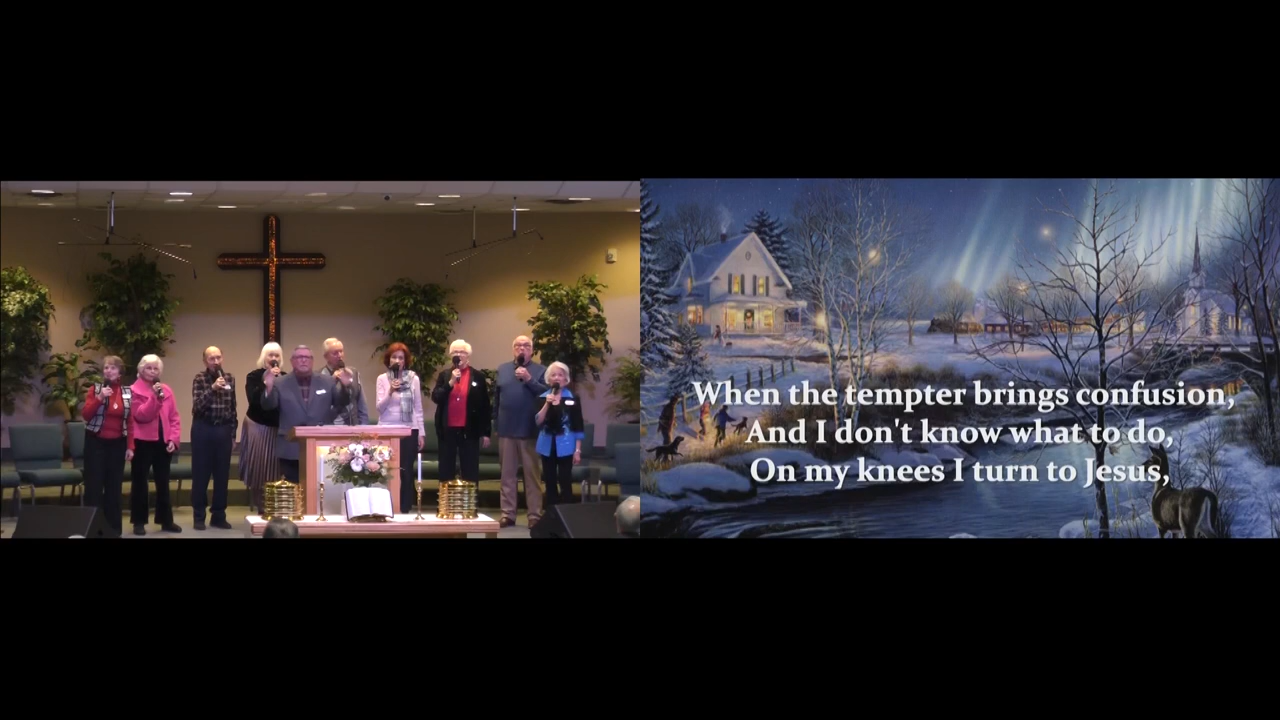 When the tempter brings confusion,
And I don't know what to do,
On my knees I turn to Jesus,